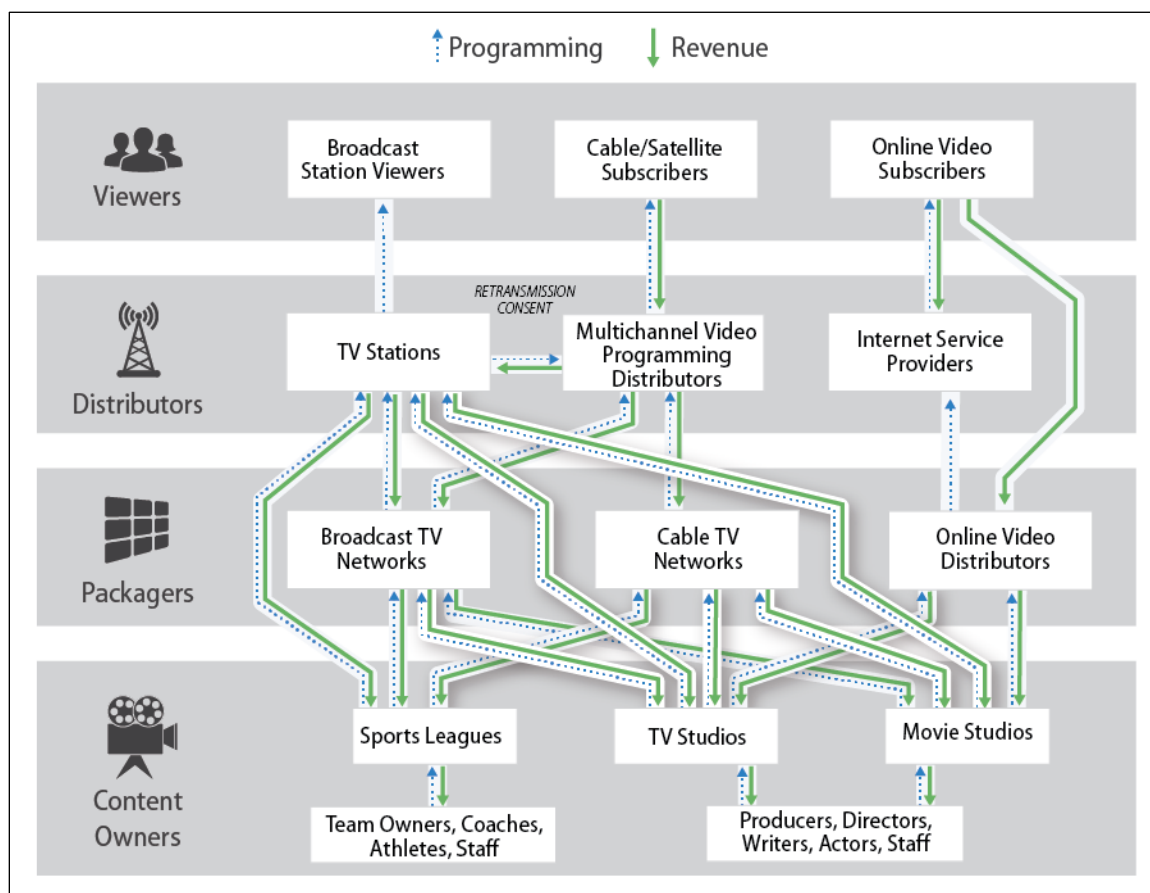 Programming
Revenue
Viewers
Broadcast
Station Viewers
Cable/Satellite
Subscribers
Online Video
Subscribers
Distributors
TV Stations
RETRANSMISSION
CONSENT
Multichannel Video
Programming
Distributors
Internet Service
Providers
Packagers
Broadcast TV
Networks
Cable TV
Networks
Online Video
Distributors
Content
Owners
Sports Leagues
TV Studios
Movie Studios
Team Owners, Coaches,
Athletes, Staff
Producers, Directors,
Writers, Actors, Staff